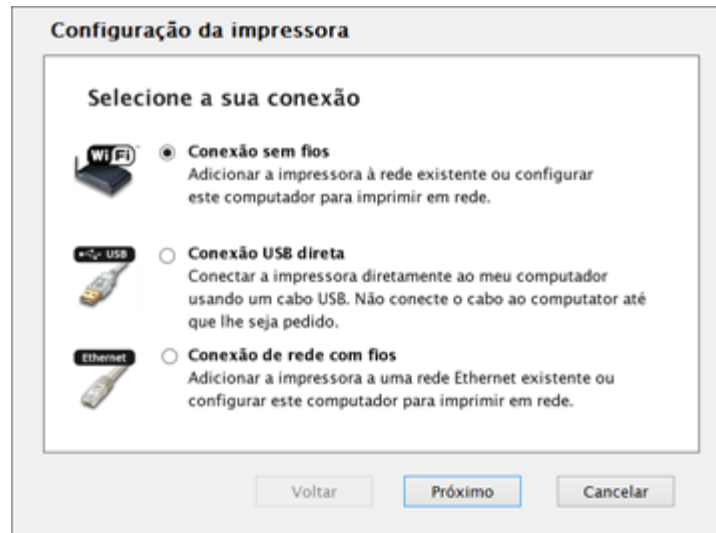 Configuração da impressora
Selecione a sua conexão
WiFi
Conexão sem fios
Adicionar a impressora à rede existente ou configurar
este computador para imprimir em rede.
USB
Conexão USB direta
Conectar a impressora diretamente ao meu computador
usando um cabo USB. Não conecte o cabo ao computator até
que lhe seja pedido.
Ethernet
Conexão de rede com fios
Adicionar a impressora a uma rede Ethernet existente ou
configurar este computador para imprimir em rede.
Voltar
Próximo
Cancelar